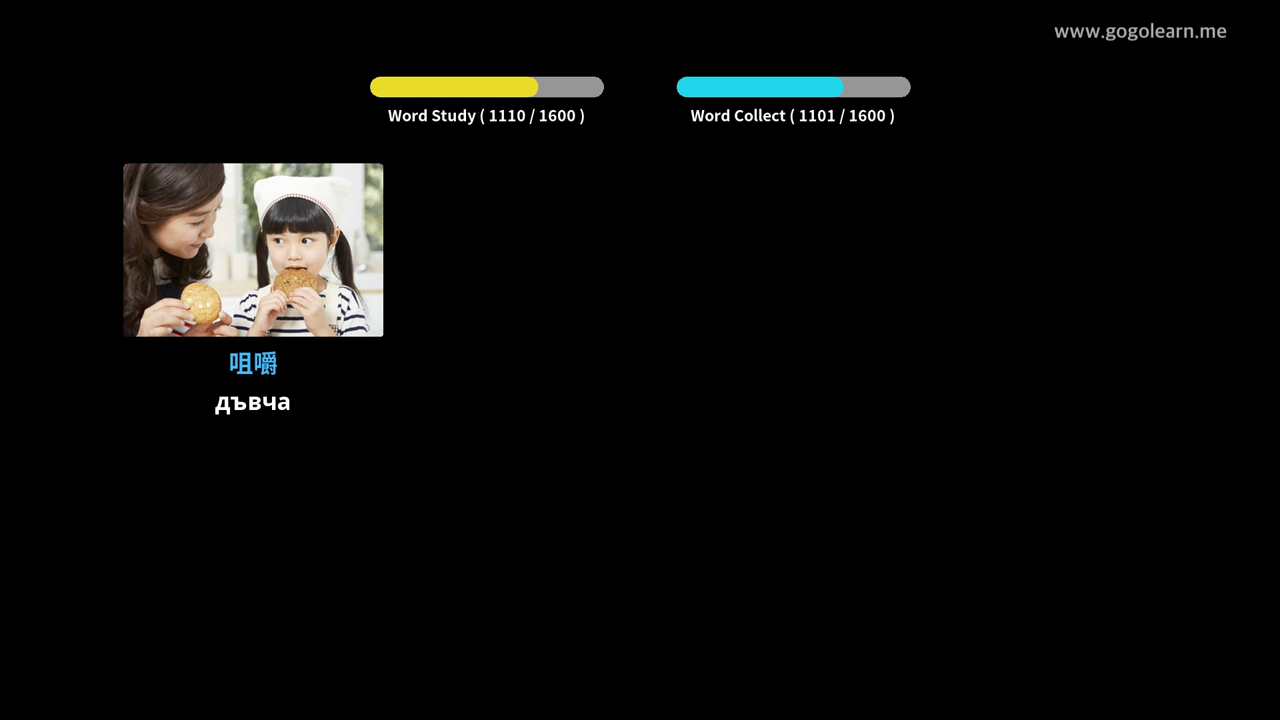 www.gogolearn.me
Word Study ( 1110 / 1600 )
Word Collect ( 1101 / 1600 )
咀嚼
дъвча